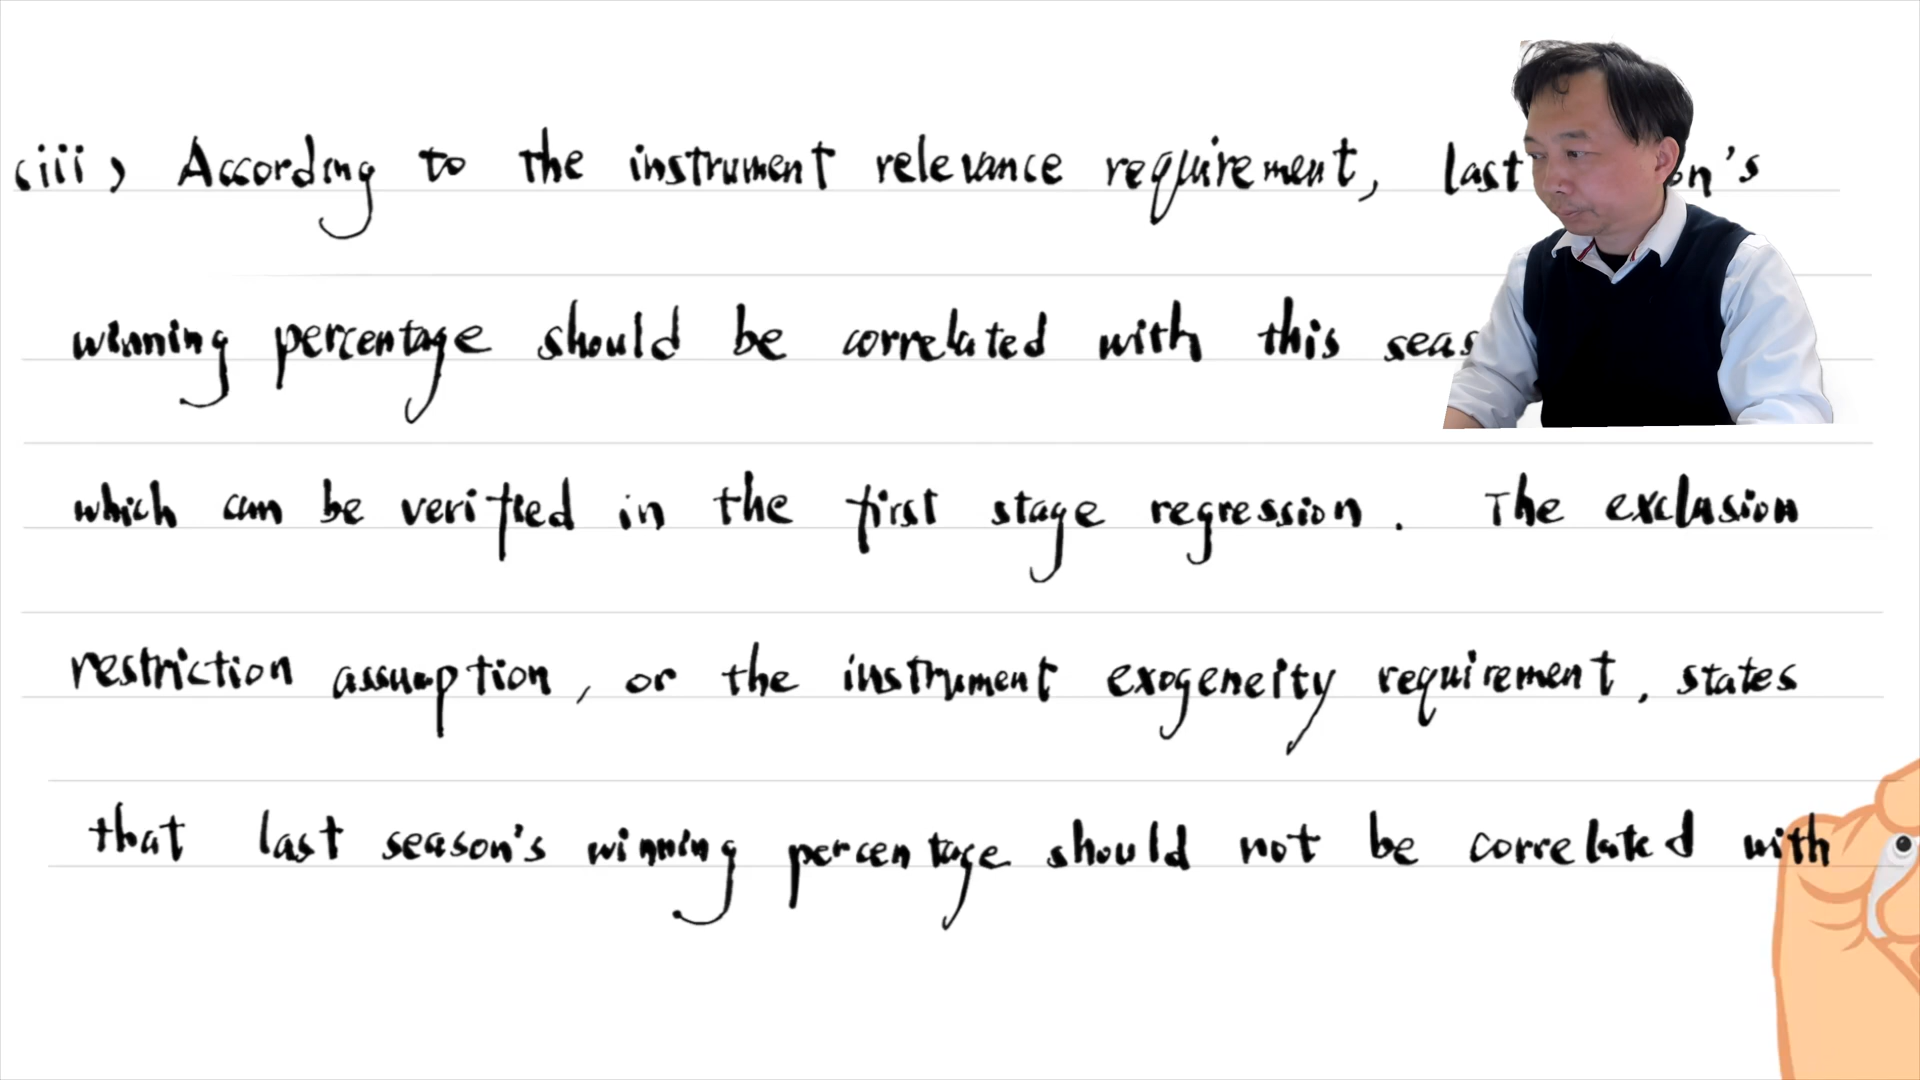 (iii) According to the instrument relevance requirement, last on's
winning percentage should be correlated with this seas
which can be verified in the first stage regression. The exclusion
restriction assumption, or the instrument exogeneity requirement, states
that last season's winning percentage should not be correlated with